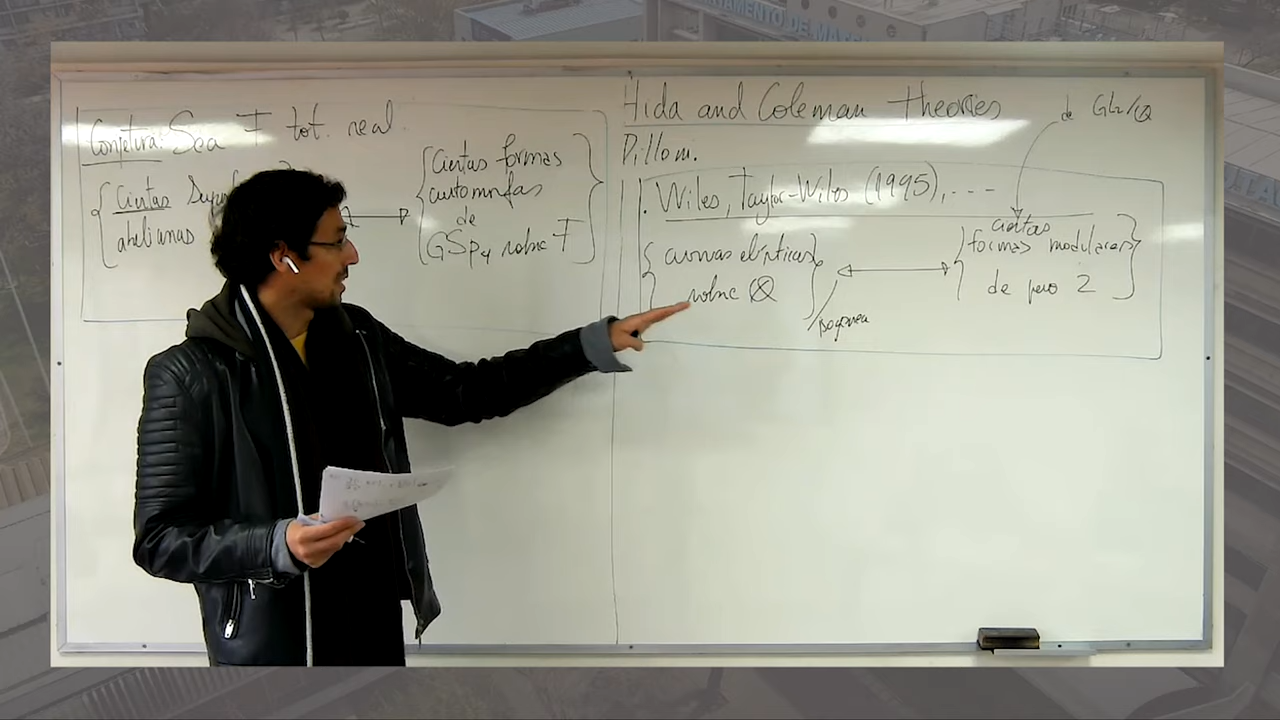 Conjetura: Sea F tot. real.
Ciertas
abelianas
?
{ciertas formas
automorfas
de
GSp4 sobre F}
Hida and Coleman theories
Pilloni.
de GL2/Q
. Wiles, Taylor-Wiles (1995), ...
{curvas elípticas
sobre Q}
isogenia
{ciertas
formas modulares
de peso 2}